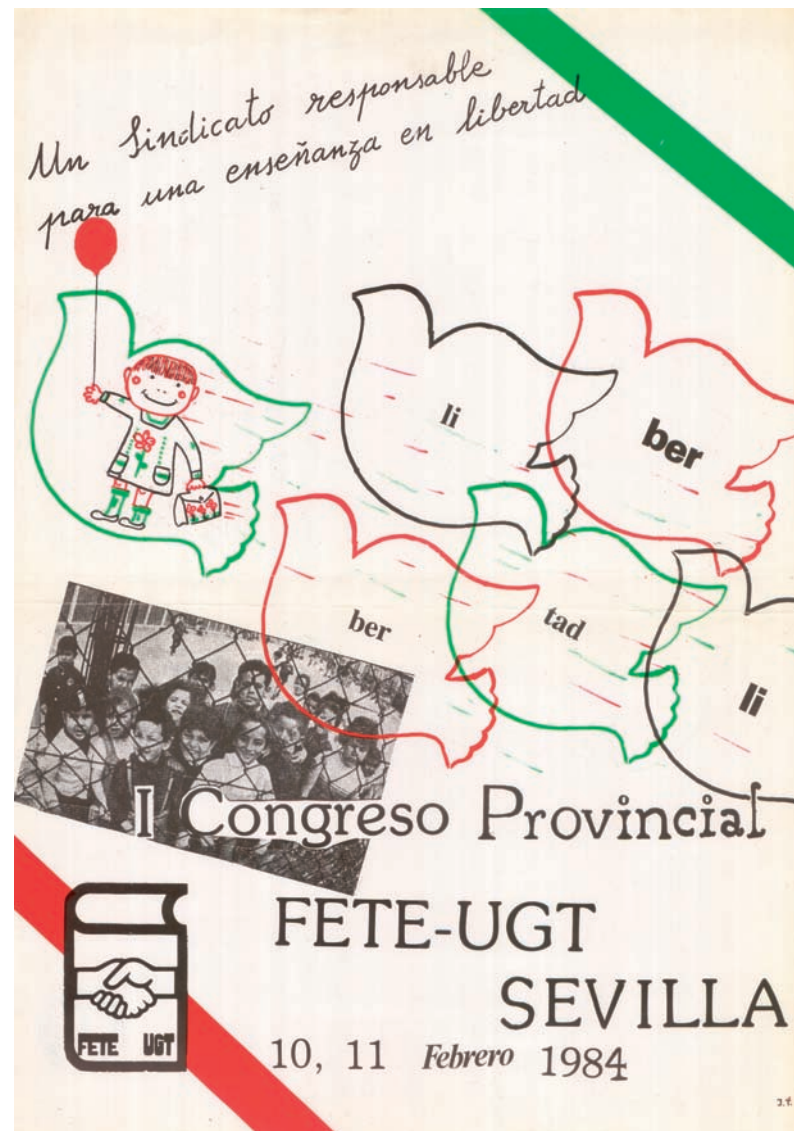 Un Sindicato responsable
para una enseñanza en libertad
li
ber
ber
tad
li
I Congreso Provincial
FETE-UGT
SEVILLA
10, 11 Febrero 1984
FETE UGT